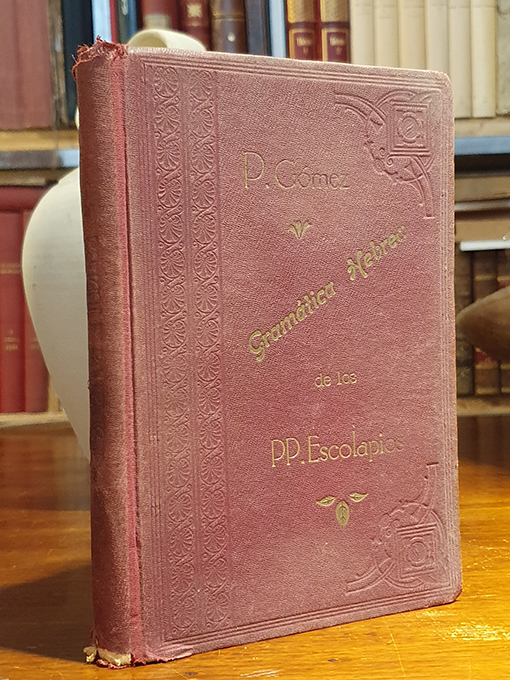 P. Gómez
Gramática Hebrea
de los
PP. Escolapios